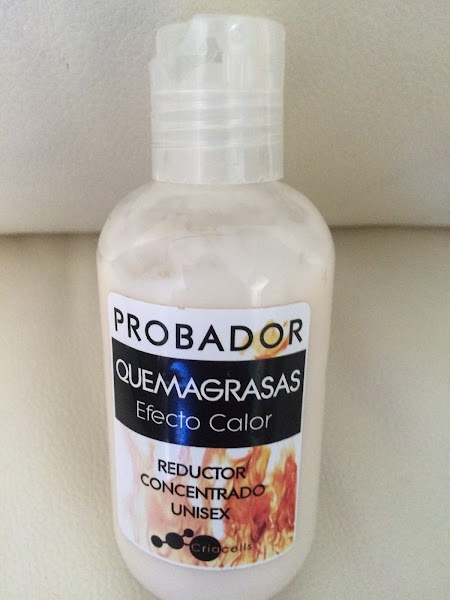 PROBADOR
QUEMAGRASAS
Efecto Calor
REDUCTOR
CONCENTRADO
UNISEX
Criacells